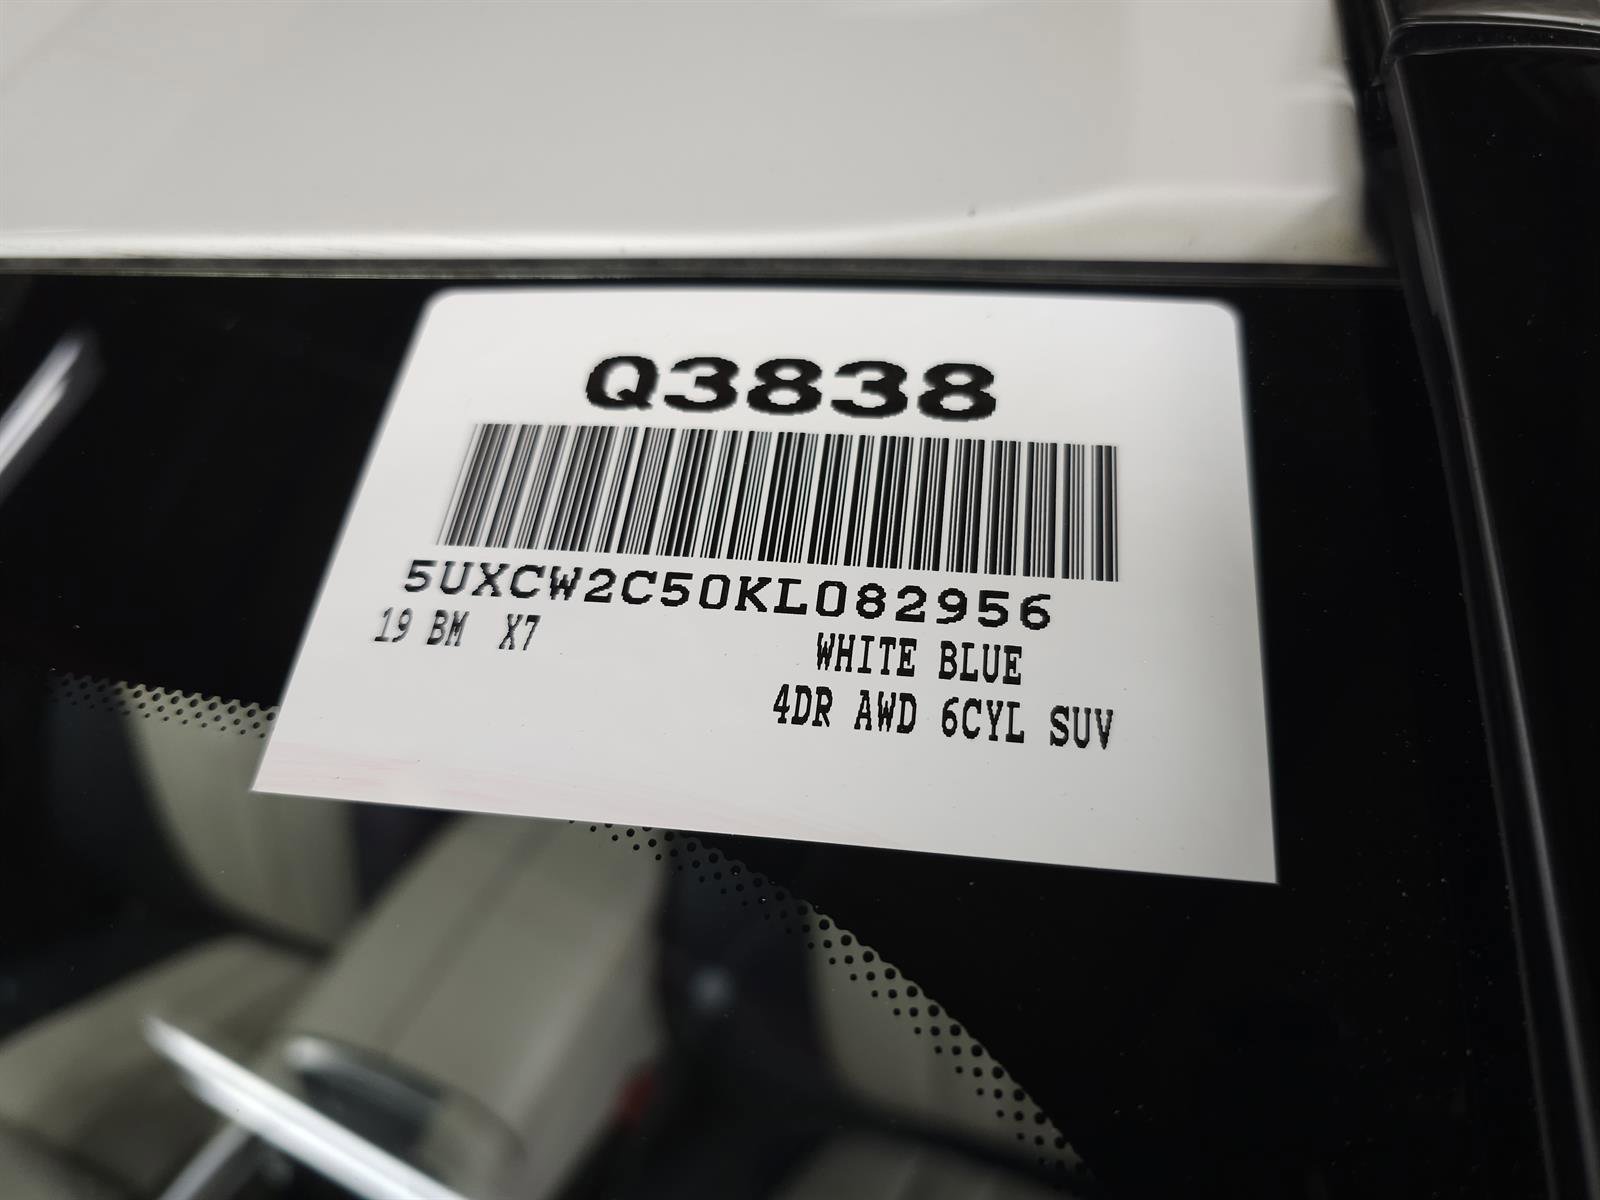 Q3838
5UXCW2C50KL082956
19 BM X7 WHITE BLUE
4DR AWD 6CYL SUV